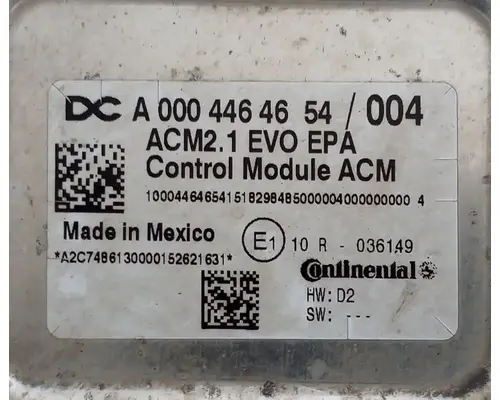 DC A 000 446 46 54 / 004
ACM2.1 EVO EPA
Control Module ACM
10004464654151829848500000400000000 4
Made in Mexico
E1 10 R - 036149
*A2C7486130000152621631*
Continental
HW: D2
SW: ---